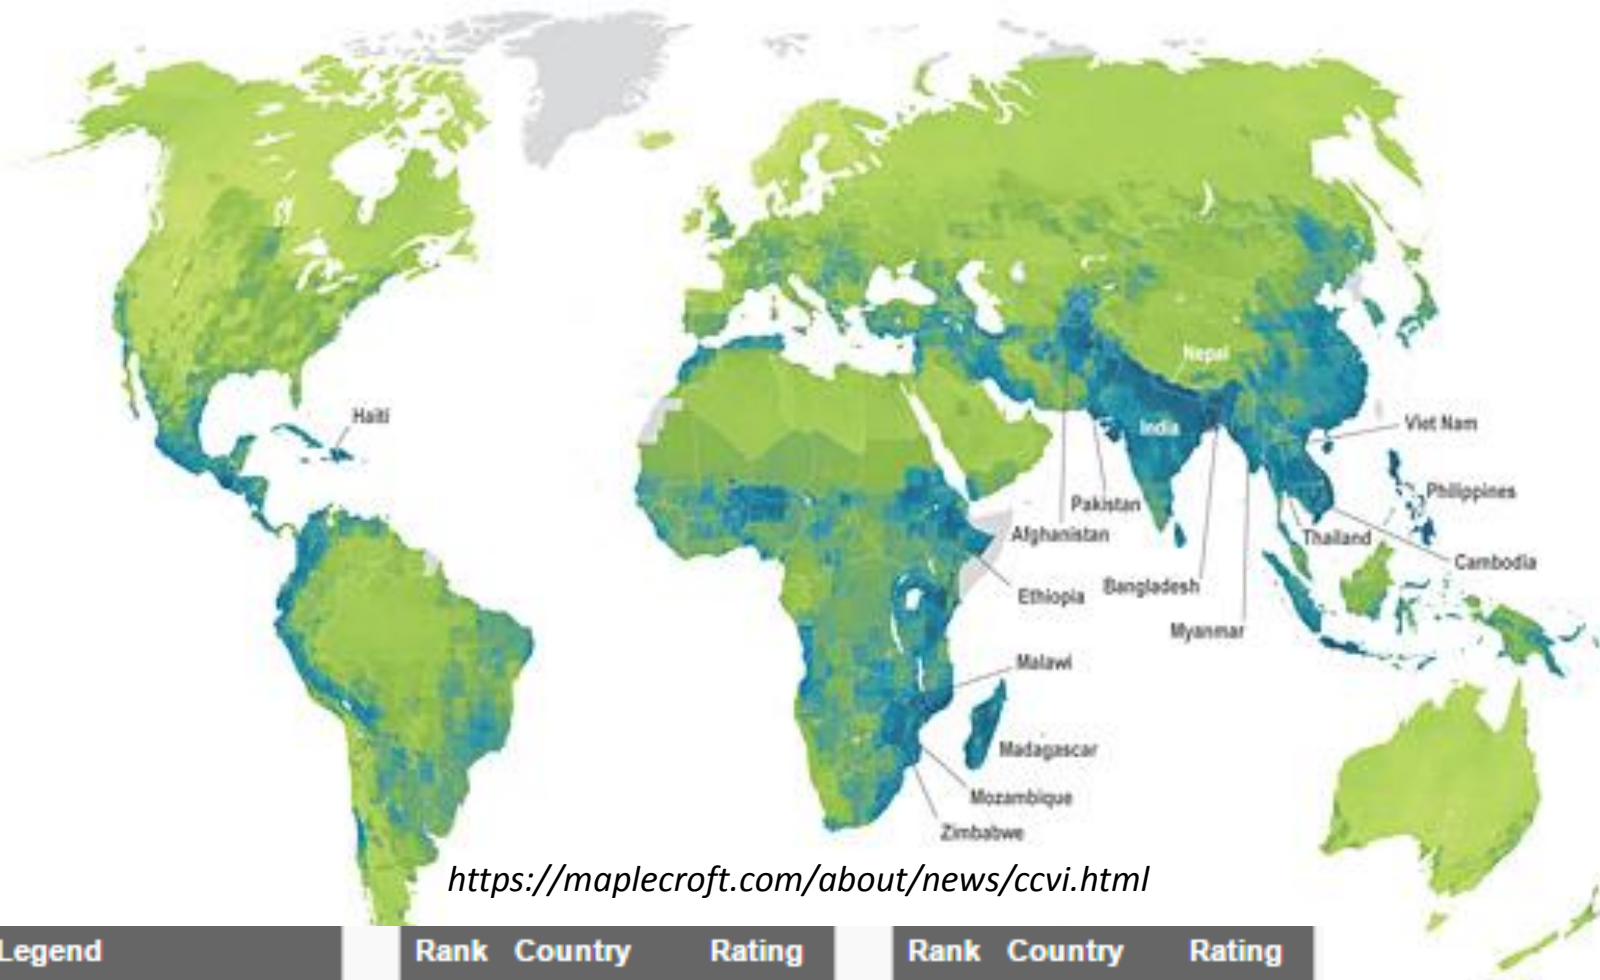 Nepal
Haiti
India
Viet Nam
Philippines
Pakistan
Afghanistan
Thailand
Cambodia
Bangladesh
Ethiopia
Myanmar
Malawi
Madagascar
Mozambique
Zimbabwe
https://maplecroft.com/about/news/ccvi.html
Legend
Rank Country Rating
Rank Country Rating